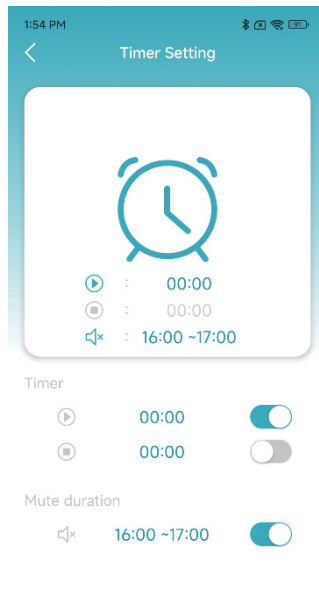 1:54 PM
Timer Setting
: 00:00
: 00:00
: 16:00 ~17:00
Timer
00:00
00:00
Mute duration
16:00 ~17:00